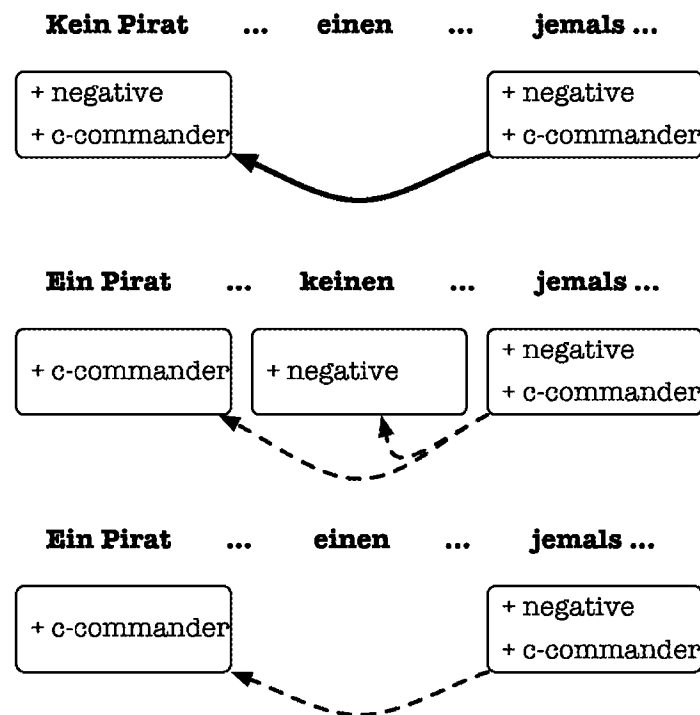 Kein Pirat ... einen ... jemals ...
+ negative + negative
+ c-commander + c-commander
Ein Pirat ... keinen ... jemals ...
+ c-commander + negative + negative
+ c-commander
Ein Pirat ... einen ... jemals ...
+ c-commander + negative
+ c-commander